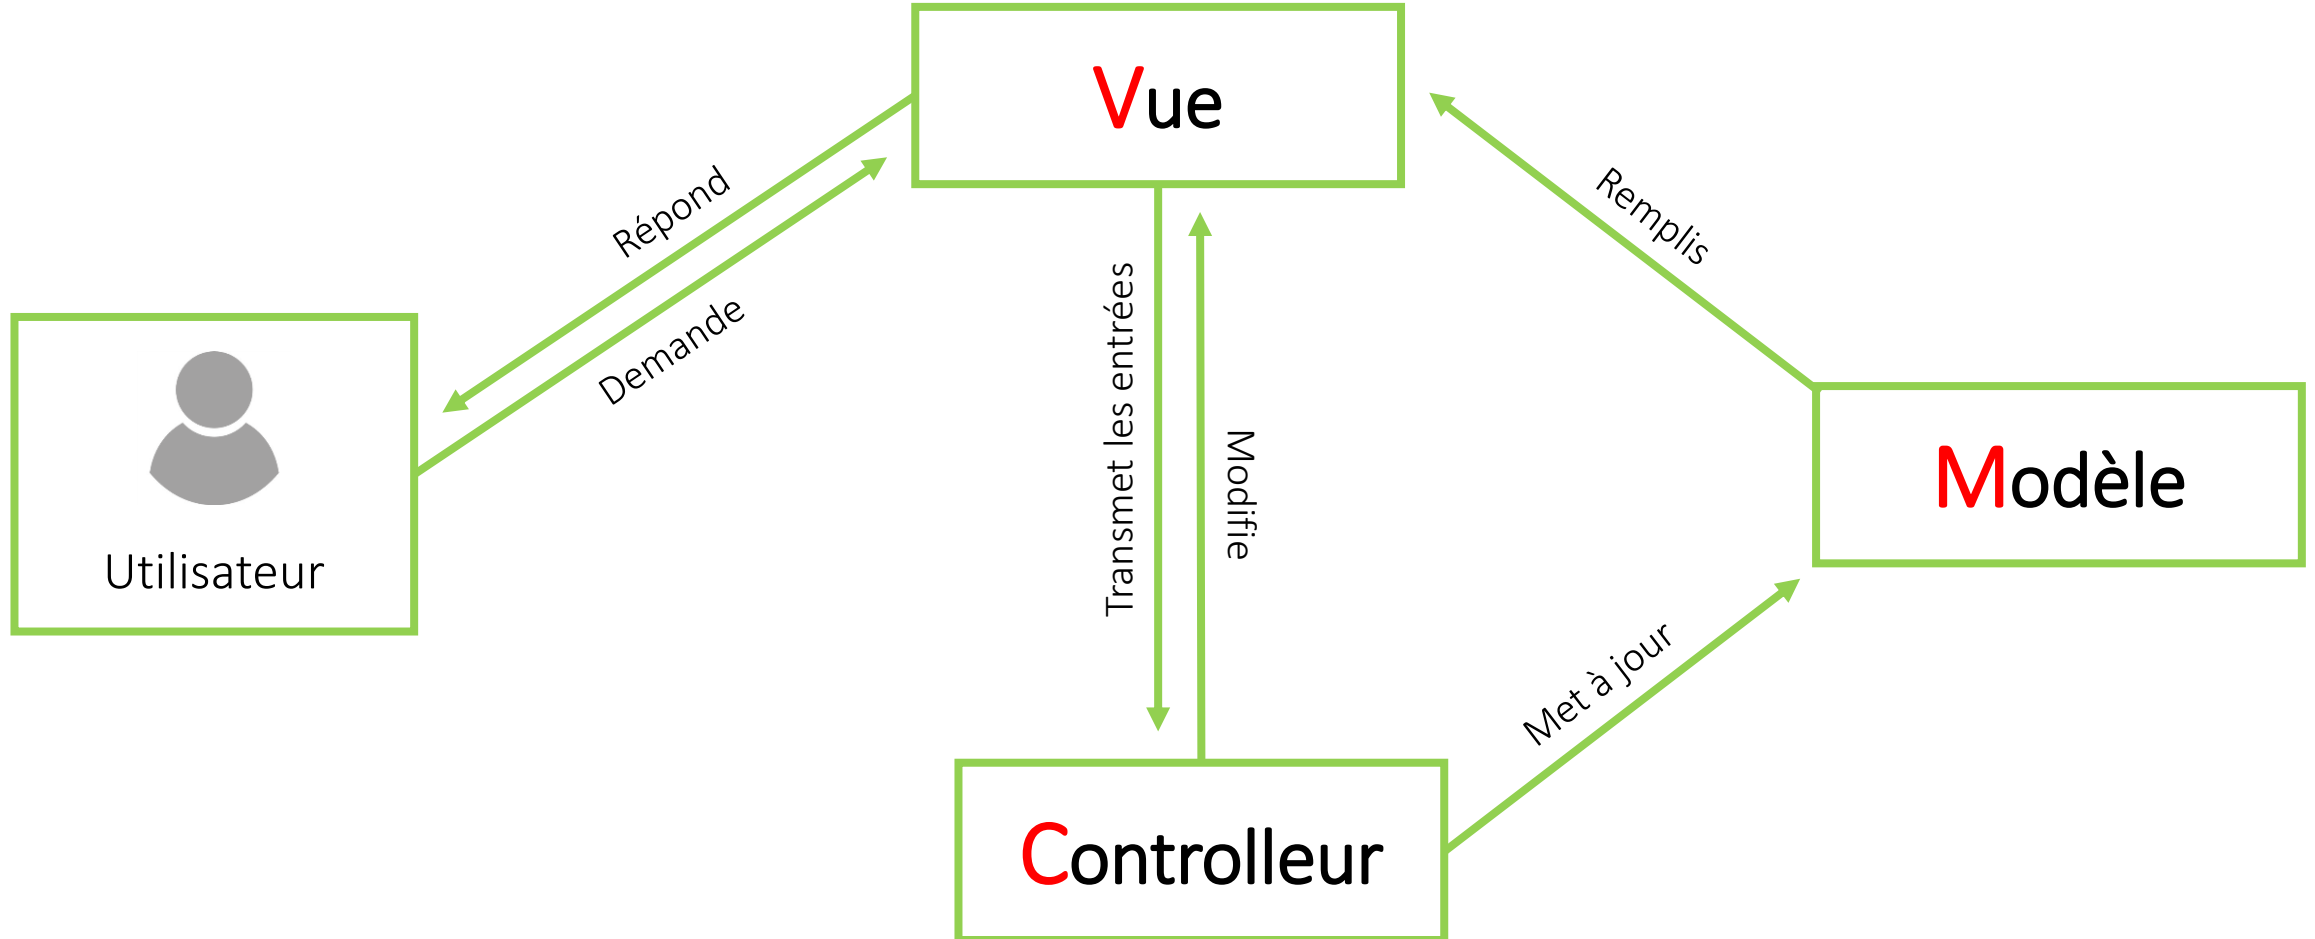 Vue
Répond
Demande
Remplis
Transmet les entrées
Modifie
Utilisateur
Modèle
Met à jour
Controlleur